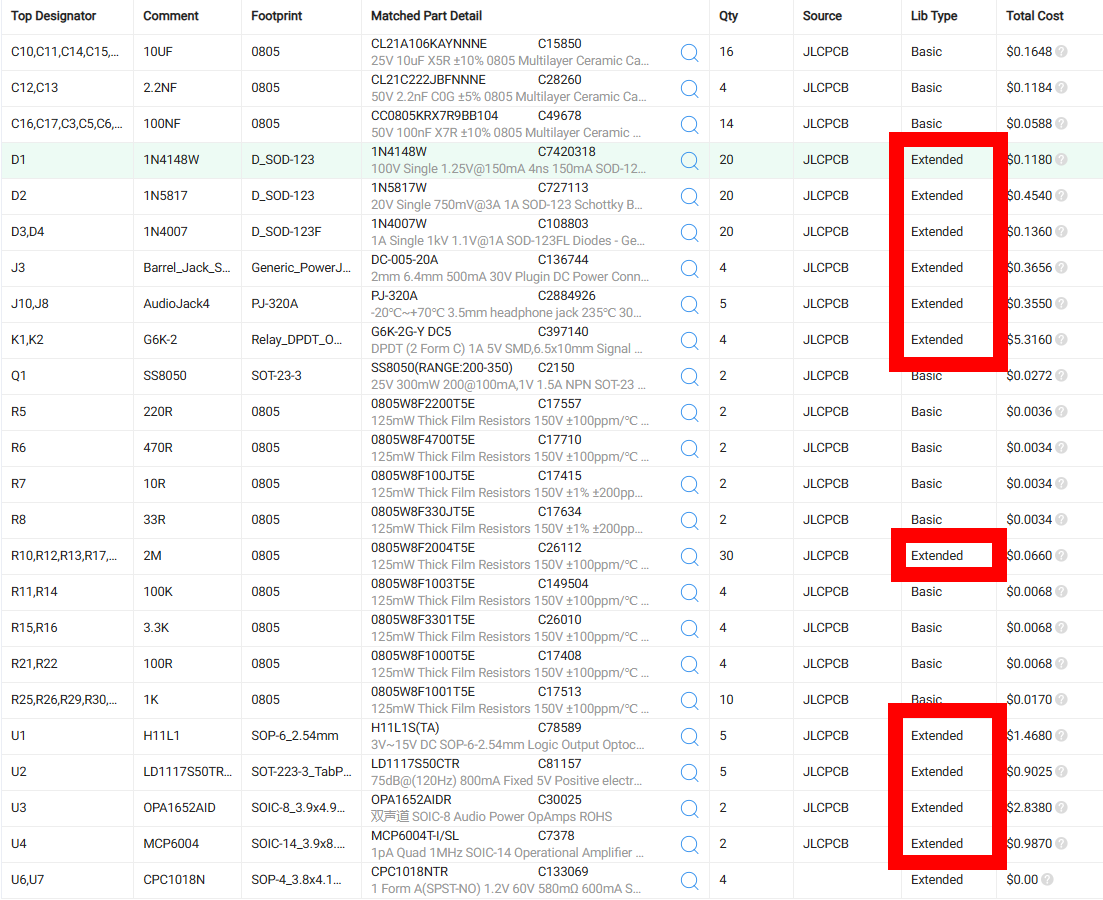 Top Designator Comment Footprint Matched Part Detail Qty Source Lib Type Total Cost
CL21A106KAYNNNE C15850
C10,C11,C14,C15,... 10UF 0805 16 JLCPCB Basic $0.1648
25V 10uF X5R ±10% 0805 Multilayer Ceramic Ca...
CL21C222JBFNNNE C28260
C12,C13 2.2NF 0805 4 JLCPCB Basic $0.1184
50V 2.2nF C0G ±5% 0805 Multilayer Ceramic Ca...
CC0805KRX7R9BB104 C49678
C16,C17,C3,C5,C6,... 100NF 0805 14 JLCPCB Basic $0.0588
50V 100nF X7R ±10% 0805 Multilayer Ceramic ...
1N4148W C7420318
D1 1N4148W D_SOD-123 20 JLCPCB Extended $0.1180
100V Single 1.25V@150mA 4ns 150mA SOD-12...
1N5817W C727113
D2 1N5817 D_SOD-123 20 JLCPCB Extended $0.4540
20V Single 750mV@3A 1A SOD-123 Schottky B...
1N4007W C108803
D3,D4 1N4007 D_SOD-123F 20 JLCPCB Extended $0.1360
1A Single 1kV 1.1V@1A SOD-123FL Diodes - Ge...
DC-005-20A C136744
J3 Barrel_Jack_S... Generic_PowerJ... 4 JLCPCB Extended $0.3656
2mm 6.4mm 500mA 30V Plugin DC Power Conn...
PJ-320A C2884926
J10,J8 AudioJack4 PJ-320A 5 JLCPCB Extended $0.3550
-20℃~+70℃ 3.5mm headphone jack 235℃ 30...
G6K-2G-Y DC5 C397140
K1,K2 G6K-2 Relay_DPDT_O... 4 JLCPCB Extended $5.3160
DPDT (2 Form C) 1A 5V SMD,6.5x10mm Signal ...
SS8050(RANGE:200-350) C2150
Q1 SS8050 SOT-23-3 2 JLCPCB Basic $0.0272
25V 300mW 200@100mA,1V 1.5A NPN SOT-23 ...
0805W8F2200T5E C17557
R5 220R 0805 2 JLCPCB Basic $0.0036
125mW Thick Film Resistors 150V ±100ppm/℃ ...
0805W8F4700T5E C17710
R6 470R 0805 2 JLCPCB Basic $0.0034
125mW Thick Film Resistors 150V ±100ppm/℃ ...
0805W8F100JT5E C17415
R7 10R 0805 2 JLCPCB Basic $0.0034
125mW Thick Film Resistors 150V ±1% ±200pp...
0805W8F330JT5E C17634
R8 33R 0805 2 JLCPCB Basic $0.0034
125mW Thick Film Resistors 150V ±1% ±200pp...
0805W8F2004T5E C26112
R10,R12,R13,R17,... 2M 0805 30 JLCPCB Extended $0.0660
125mW Thick Film Resistors 150V ±100ppm/℃ ...
0805W8F1003T5E C149504
R11,R14 100K 0805 4 JLCPCB Basic $0.0068
125mW Thick Film Resistors 150V ±100ppm/℃ ...
0805W8F3301T5E C26010
R15,R16 3.3K 0805 4 JLCPCB Basic $0.0068
125mW Thick Film Resistors 150V ±100ppm/℃ ...
0805W8F1000T5E C17408
R21,R22 100R 0805 4 JLCPCB Basic $0.0068
125mW Thick Film Resistors 150V ±100ppm/℃ ...
0805W8F1001T5E C17513
R25,R26,R29,R30,... 1K 0805 10 JLCPCB Basic $0.0170
125mW Thick Film Resistors 150V ±100ppm/℃ ...
H11L1S(TA) C78589
U1 H11L1 SOP-6_2.54mm 5 JLCPCB Extended $1.4680
3V~15V DC SOP-6-2.54mm Logic Output Optoc...
LD1117S50CTR C81157
U2 LD1117S50TR... SOT-223-3_TabP... 5 JLCPCB Extended $0.9025
75dB@(120Hz) 800mA Fixed 5V Positive electr...
OPA1652AIDR C30025
U3 OPA1652AID SOIC-8_3.9x4.9... 2 JLCPCB Extended $2.8380
双声道 SOIC-8 Audio Power OpAmps ROHS
MCP6004T-I/SL C7378
U4 MCP6004 SOIC-14_3.9x8.... 2 JLCPCB Extended $0.9870
1pA Quad 1MHz SOIC-14 Operational Amplifier ...
CPC1018NTR C133069
U6,U7 CPC1018N SOP-4_3.8x4.1... 4 Extended $0.00
1 Form A(SPST-NO) 1.2V 60V 580mΩ 600mA S...